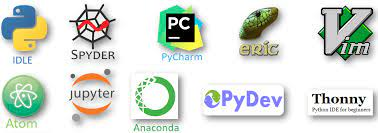 IDLE
SPYDER
PC
PyCharm
eric
Vim
Atom
jupyter
Anaconda
PyDev
Thonny
Python IDE for beginners